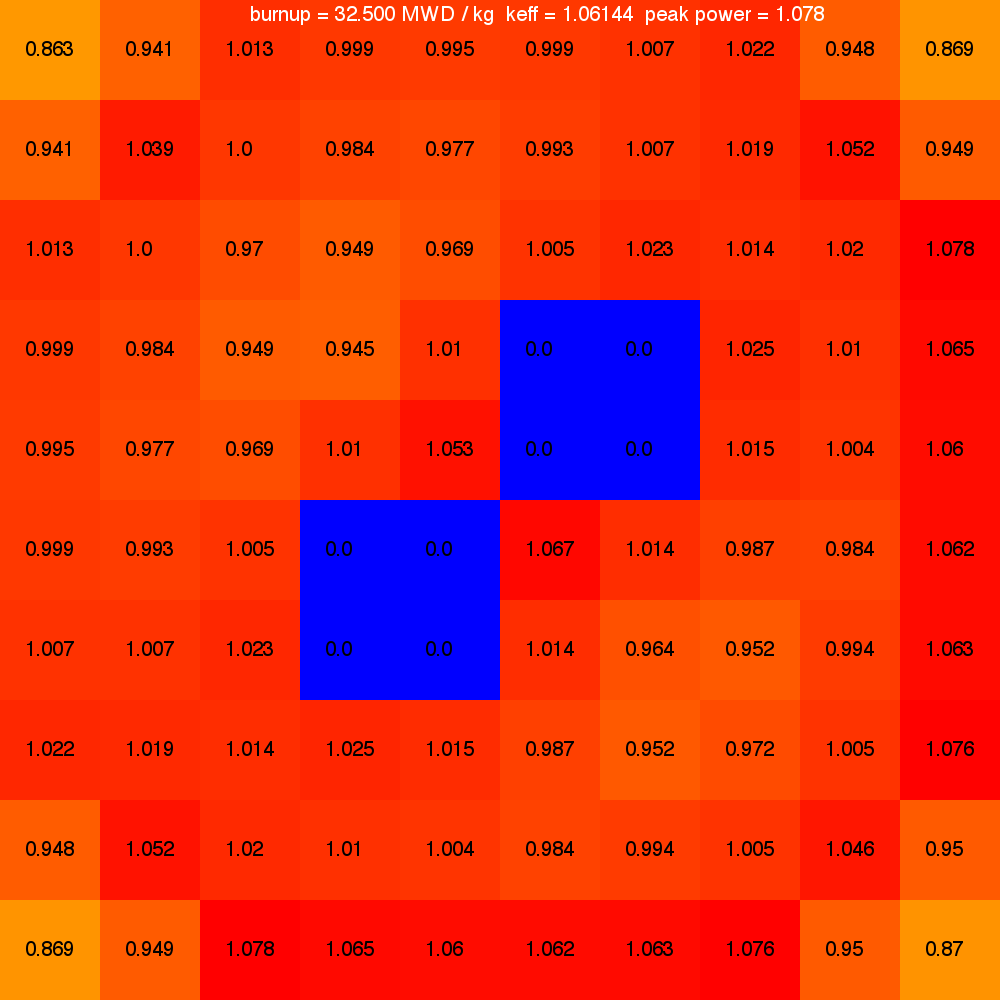 burnup = 32.500 MWD / kg keff = 1.06144 peak power = 1.078
0.863 0.941 1.013 0.999 0.995 0.999 1.007 1.022 0.948 0.869
0.941 1.039 1.0 0.984 0.977 0.993 1.007 1.019 1.052 0.949
1.013 1.0 0.97 0.949 0.969 1.005 1.023 1.014 1.02 1.078
0.999 0.984 0.949 0.945 1.01 0.0 0.0 1.025 1.01 1.065
0.995 0.977 0.969 1.01 1.053 0.0 0.0 1.015 1.004 1.06
0.999 0.993 1.005 0.0 0.0 1.067 1.014 0.987 0.984 1.062
1.007 1.007 1.023 0.0 0.0 1.014 0.964 0.952 0.994 1.063
1.022 1.019 1.014 1.025 1.015 0.987 0.952 0.972 1.005 1.076
0.948 1.052 1.02 1.01 1.004 0.984 0.994 1.005 1.046 0.95
0.869 0.949 1.078 1.065 1.06 1.062 1.063 1.076 0.95 0.87